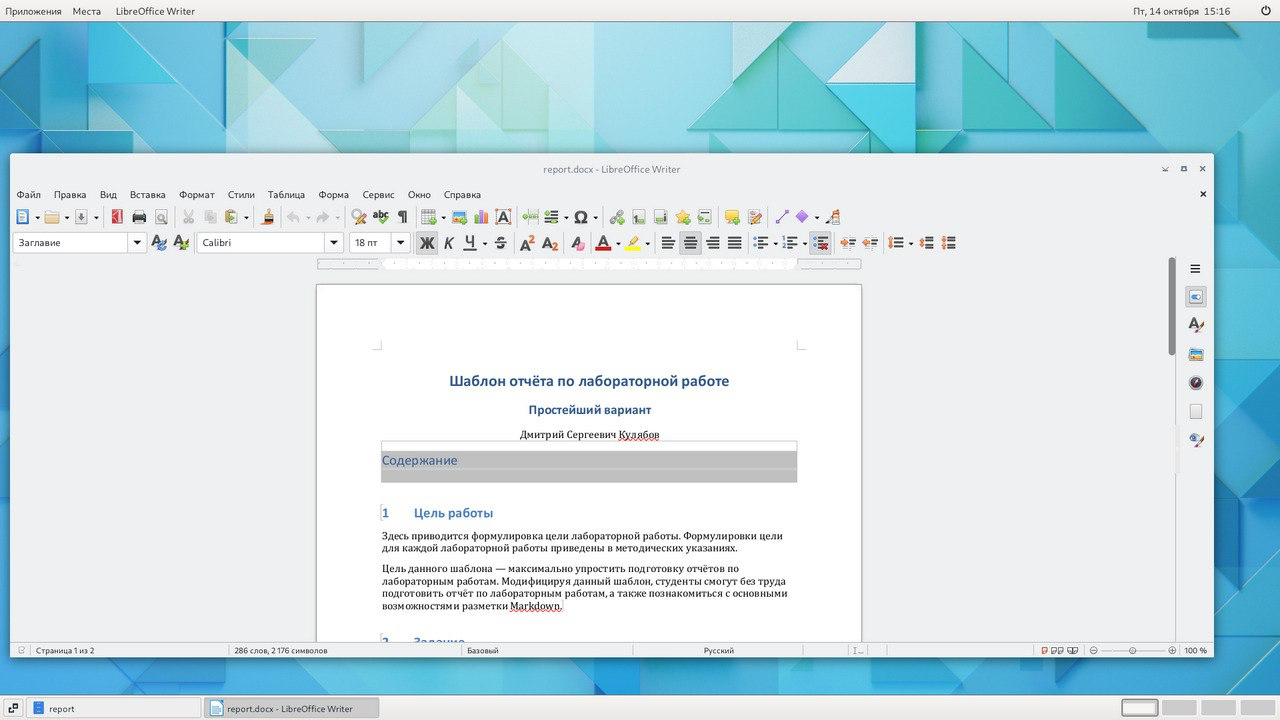 Приложения Места LibreOffice Writer Пт, 14 октября 15:16
report.docx - LibreOffice Writer
Файл Правка Вид Вставка Формат Стили Таблица Форма Сервис Окно Справка
Заглавие Calibri 18 пт Ж К Ч S A² A₂
Шаблон отчёта по лабораторной работе
Простейший вариант
Дмитрий Сергеевич Кулябов
Содержание
1 Цель работы
Здесь приводится формулировка цели лабораторной работы. Формулировки цели
для каждой лабораторной работы приведены в методических указаниях.
Цель данного шаблона — максимально упростить подготовку отчётов по
лабораторным работам. Модифицируя данный шаблон, студенты смогут без труда
подготовить отчёт по лабораторным работам, а также познакомиться с основными
возможностями разметки Markdown.
2 Задание
Страница 1 из 2 286 слов, 2 176 символов Базовый Русский 100 %
report report.docx - LibreOffice Writer